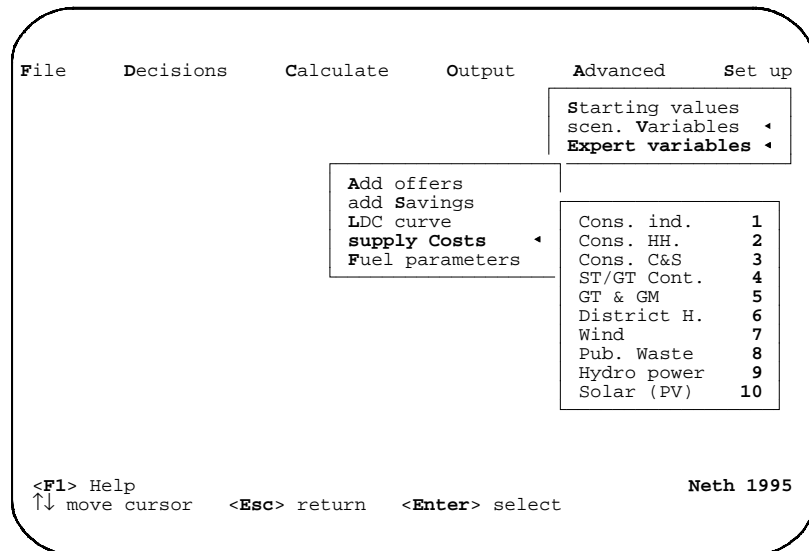 File Decisions Calculate Output Advanced Set up
Starting values
scen. Variables ◂
Expert variables ◂
Add offers
add Savings
LDC curve
supply Costs ◂
Fuel parameters
Cons. ind. 1
Cons. HH. 2
Cons. C&S 3
ST/GT Cont. 4
GT & GM 5
District H. 6
Wind 7
Pub. Waste 8
Hydro power 9
Solar (PV) 10
<F1> Help Neth 1995
↑↓ move cursor <Esc> return <Enter> select